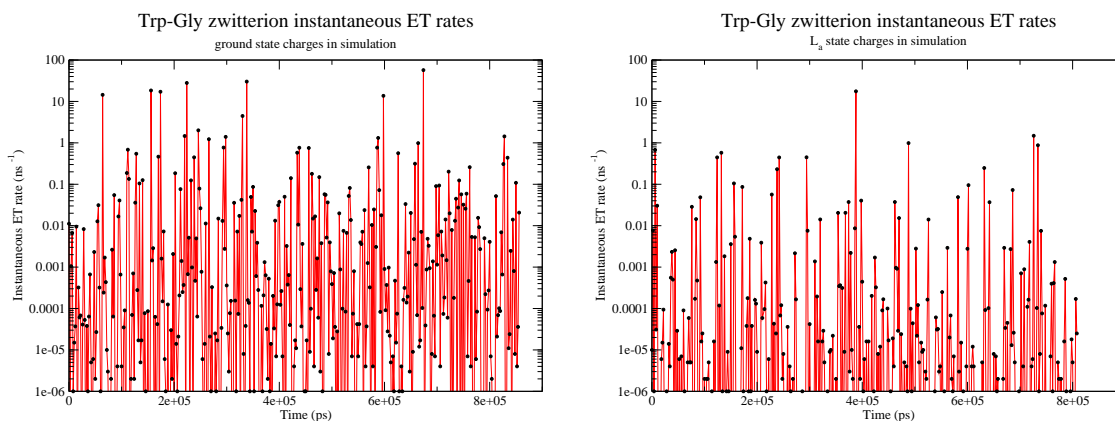 Trp-Gly zwitterion instantaneous ET rates
ground state charges in simulation
100
10
1
0.1
0.01
0.001
0.0001
1e-05
1e-06
Instantaneous ET rate (ns -1)
0
2e+05
4e+05
6e+05
8e+05
Time (ps)
Trp-Gly zwitterion instantaneous ET rates
La state charges in simulation
100
10
1
0.1
0.01
0.001
0.0001
1e-05
1e-06
Instantaneous ET rate (ns -1)
0
2e+05
4e+05
6e+05
8e+05
Time (ps)